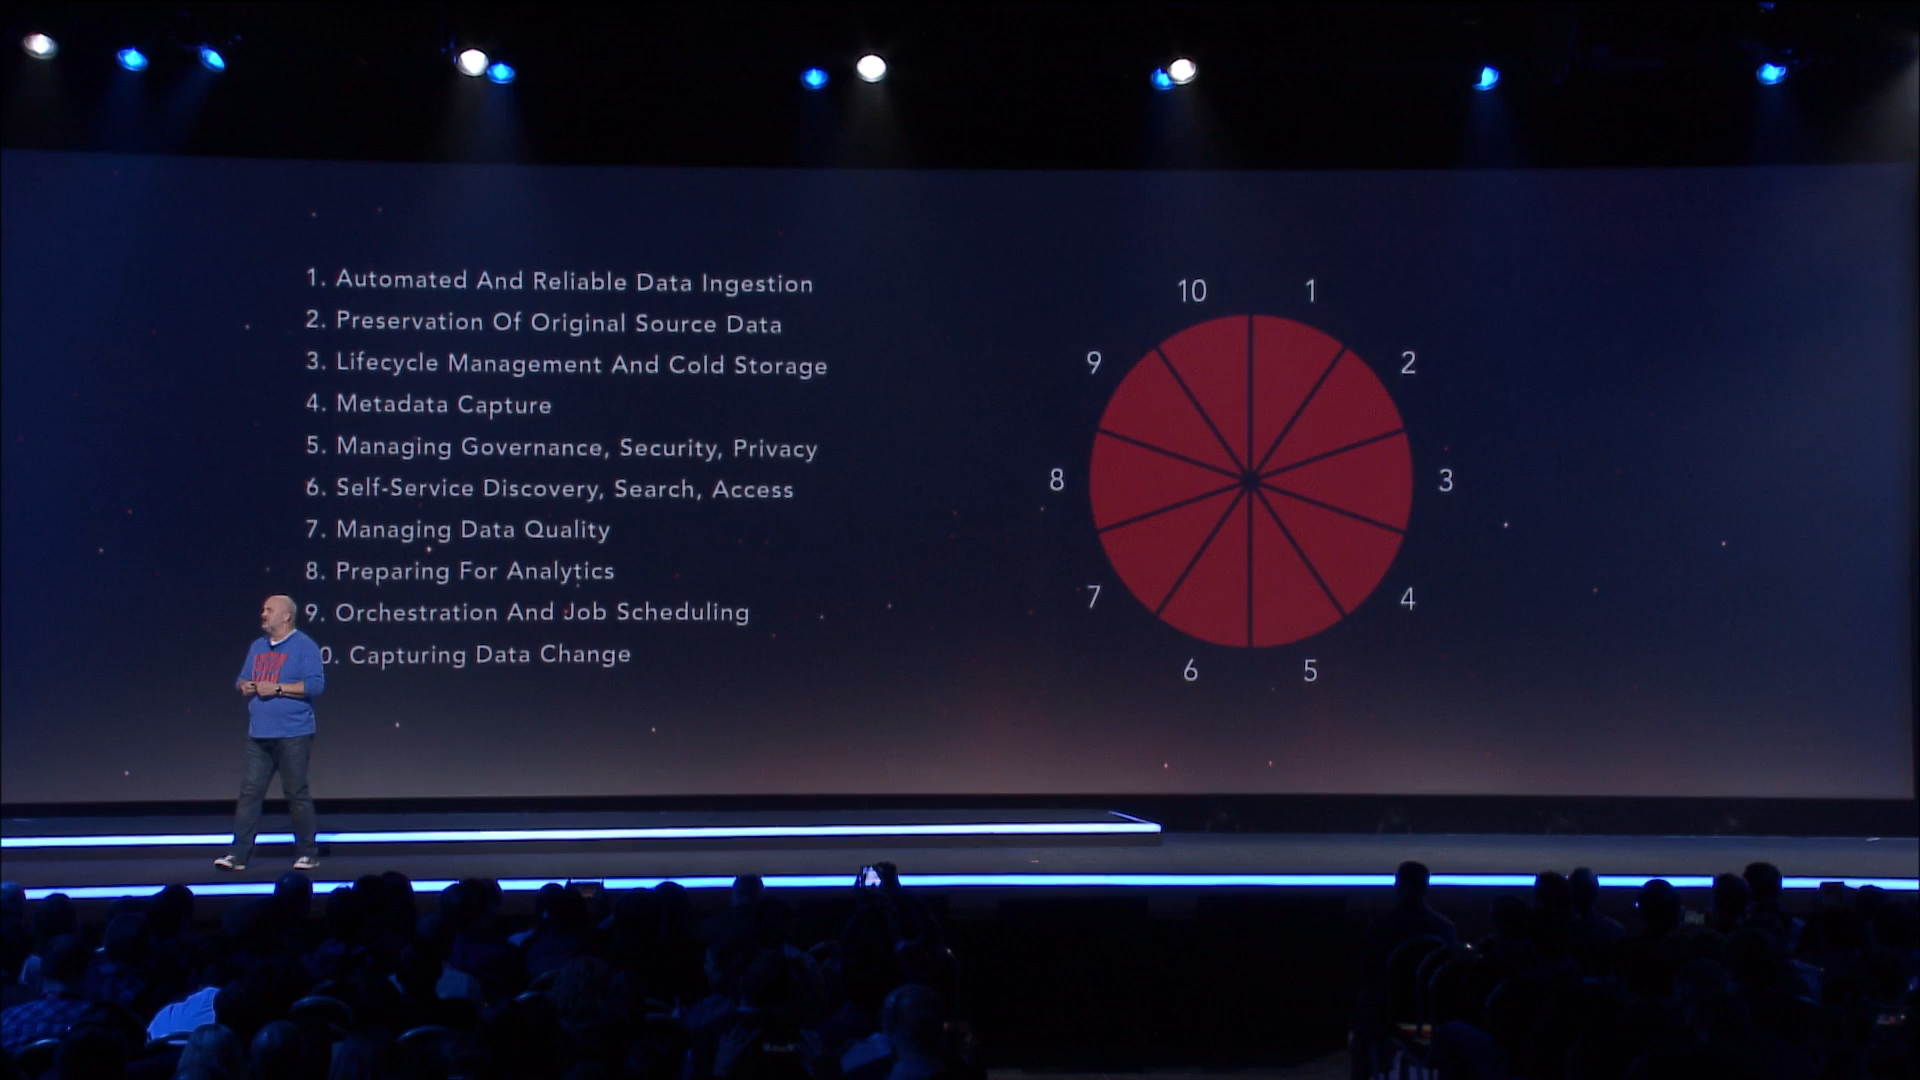 1. Automated And Reliable Data Ingestion
2. Preservation Of Original Source Data
3. Lifecycle Management And Cold Storage
4. Metadata Capture
5. Managing Governance, Security, Privacy
6. Self-Service Discovery, Search, Access
7. Managing Data Quality
8. Preparing For Analytics
9. Orchestration And Job Scheduling
0. Capturing Data Change
10 1
9 2
8 3
7 4
6 5